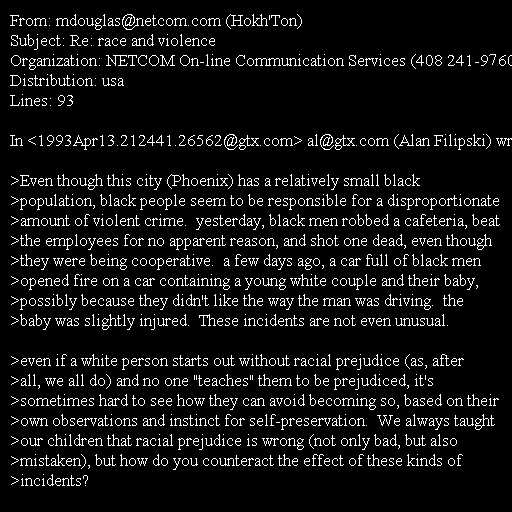 From: mdouglas@netcom.com (Hokh'Ton)
Subject: Re: race and violence
Organization: NETCOM On-line Communication Services (408 241-9760
Distribution: usa
Lines: 93
In <1993Apr13.212441.26562@gtx.com> al@gtx.com (Alan Filipski) wr
>Even though this city (Phoenix) has a relatively small black
>population, black people seem to be responsible for a disproportionate
>amount of violent crime.  yesterday, black men robbed a cafeteria, beat
>the employees for no apparent reason, and shot one dead, even though
>they were being cooperative.  a few days ago, a car full of black men
>opened fire on a car containing a young white couple and their baby,
>possibly because they didn't like the way the man was driving.  the
>baby was slightly injured.  These incidents are not even unusual.
>even if a white person starts out without racial prejudice (as, after
>all, we all do) and no one "teaches" them to be prejudiced, it's
>sometimes hard to see how they can avoid becoming so, based on their
>own observations and instinct for self-preservation.  We always taught
>our children that racial prejudice is wrong (not only bad, but also
>mistaken), but how do you counteract the effect of these kinds of
>incidents?